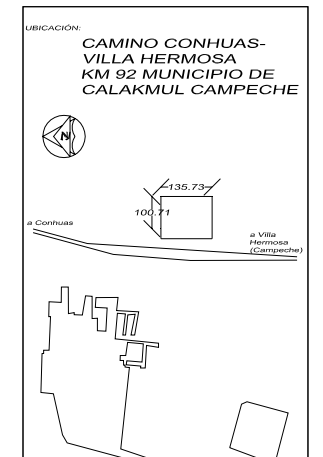 UBICACIÓN:
CAMINO CONHUAS-
VILLA HERMOSA
KM 92 MUNICIPIO DE
CALAKMUL CAMPECHE
N
135.73
100.71
a Conhuas
a Villa
Hermosa
(Campeche)